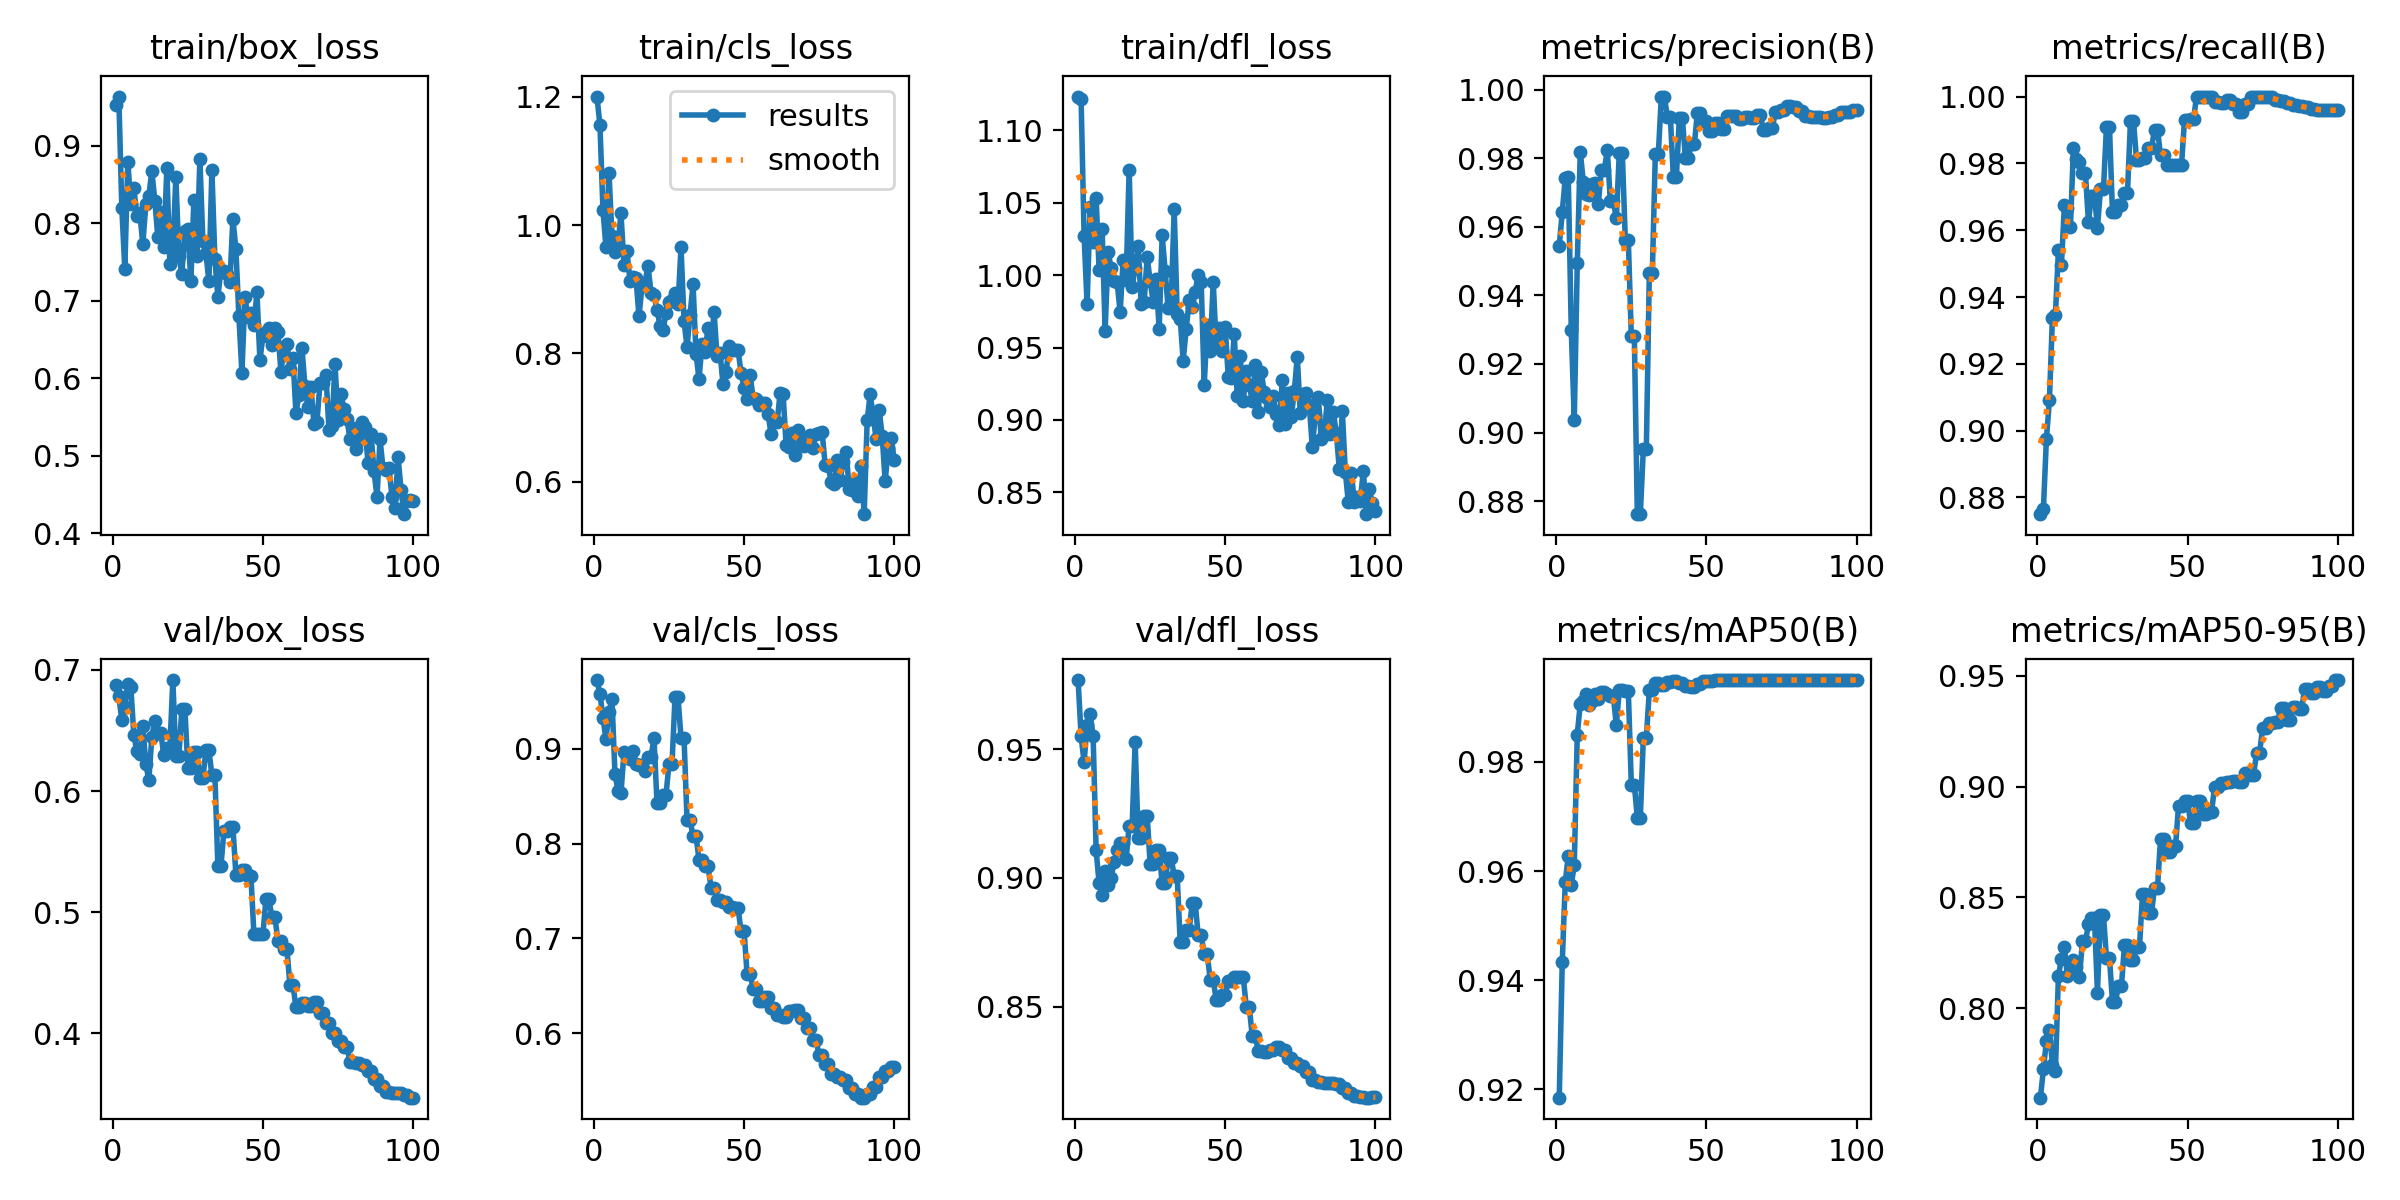 train/box_loss
0.9
0.8
0.7
0.6
0.5
0.4
0 50 100
train/cls_loss
results
smooth
1.2
1.0
0.8
0.6
0 50 100
train/dfl_loss
1.10
1.05
1.00
0.95
0.90
0.85
0 50 100
metrics/precision(B)
1.00
0.98
0.96
0.94
0.92
0.90
0.88
0 50 100
metrics/recall(B)
1.00
0.98
0.96
0.94
0.92
0.90
0.88
0 50 100
val/box_loss
0.7
0.6
0.5
0.4
0 50 100
val/cls_loss
0.9
0.8
0.7
0.6
0 50 100
val/dfl_loss
0.95
0.90
0.85
0 50 100
metrics/mAP50(B)
0.98
0.96
0.94
0.92
0 50 100
metrics/mAP50-95(B)
0.95
0.90
0.85
0.80
0 50 100